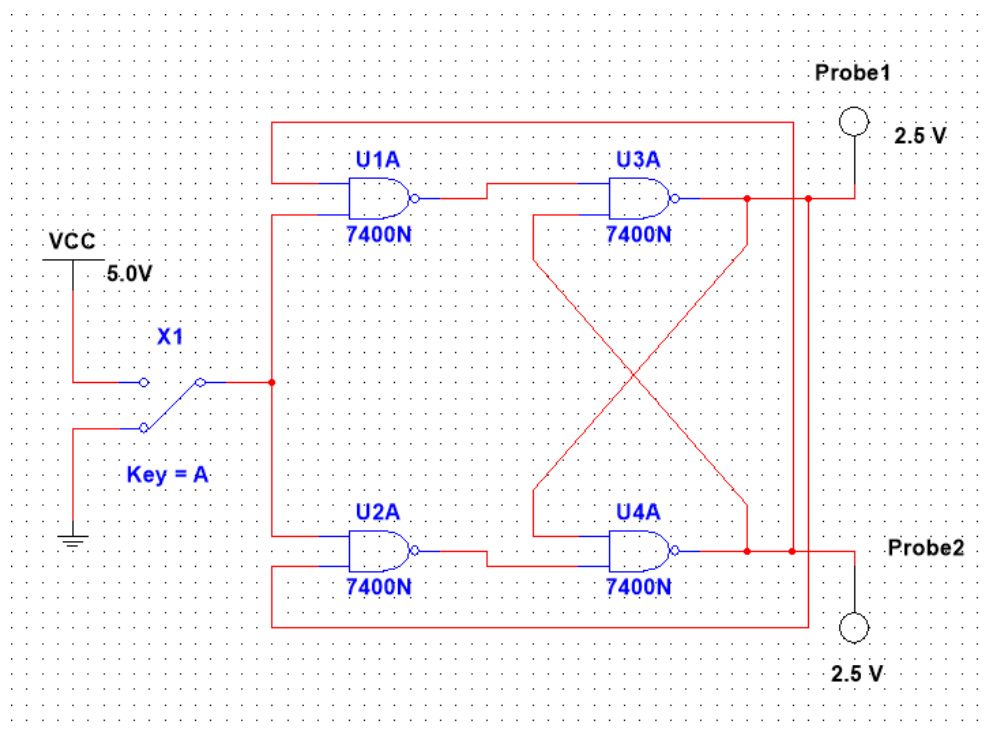 Probe1
2.5 V
U1A
7400N
U3A
7400N
VCC
5.0V
X1
Key = A
U2A
7400N
U4A
7400N
Probe2
2.5 V